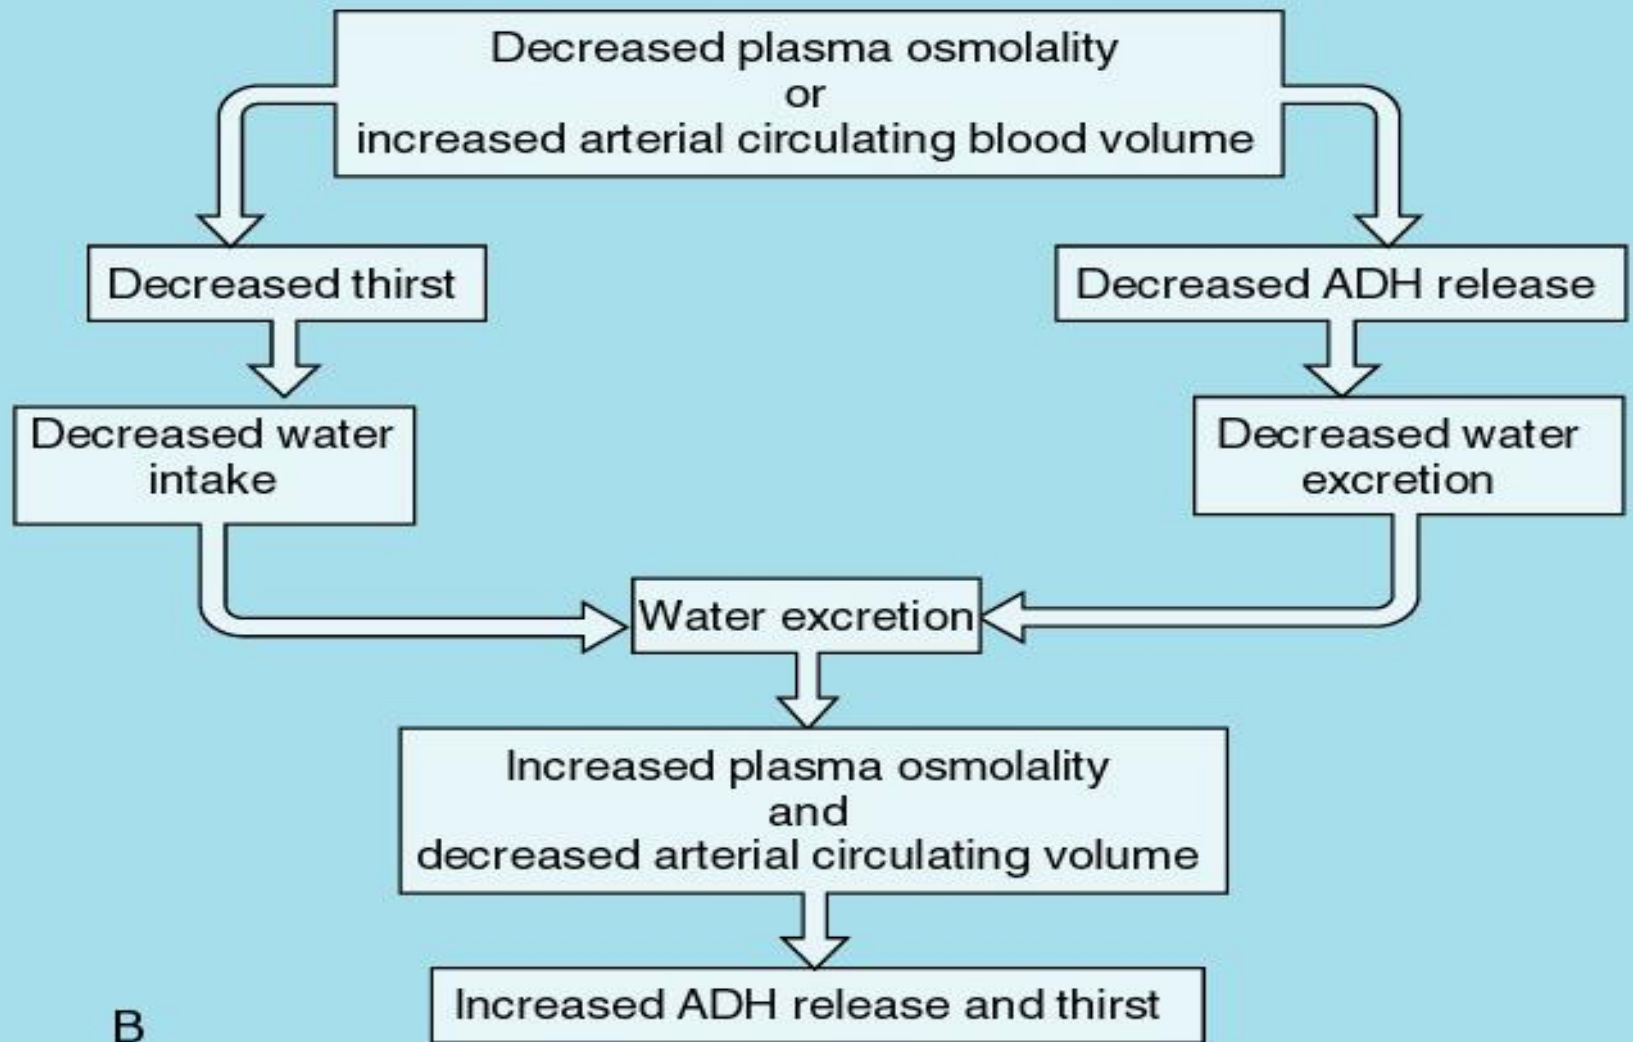 Decreased plasma osmolality
or
increased arterial circulating blood volume
Decreased thirst
Decreased ADH release
Decreased water
intake
Decreased water
excretion
Water excretion
Increased plasma osmolality
and
decreased arterial circulating volume
Increased ADH release and thirst
B